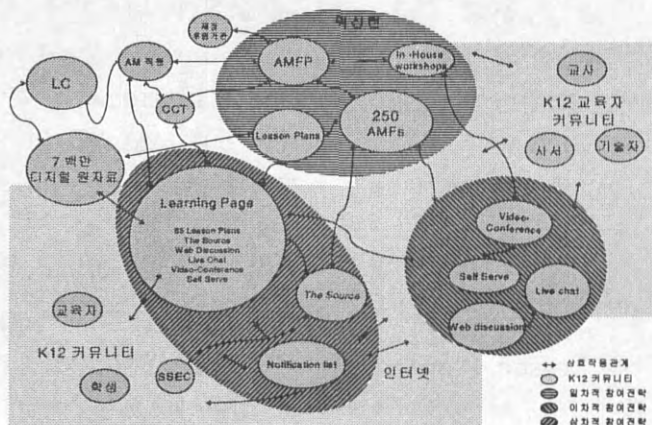 혁신런
AMFP
In-House
workshops
AM 직원
LC
CCT
250
AMFs
Lesson Plans
교사
K12 교육자
커뮤니티
사서
기술자
7 백만
디지털 원자료
Learning Page
85 Lesson Plans
The Source
Web Discussion
Live Chat
Video-Conference
Self Serve
Video-
Conference
Self Serve
Live chat
Web discussion
The Source
교육자
K12 커뮤니티
학생
SSEC
Notification list
인터넷
상호작용관계
K12 커뮤니티
일차적 참여전략
이차적 참여전략
삼차적 참여전략